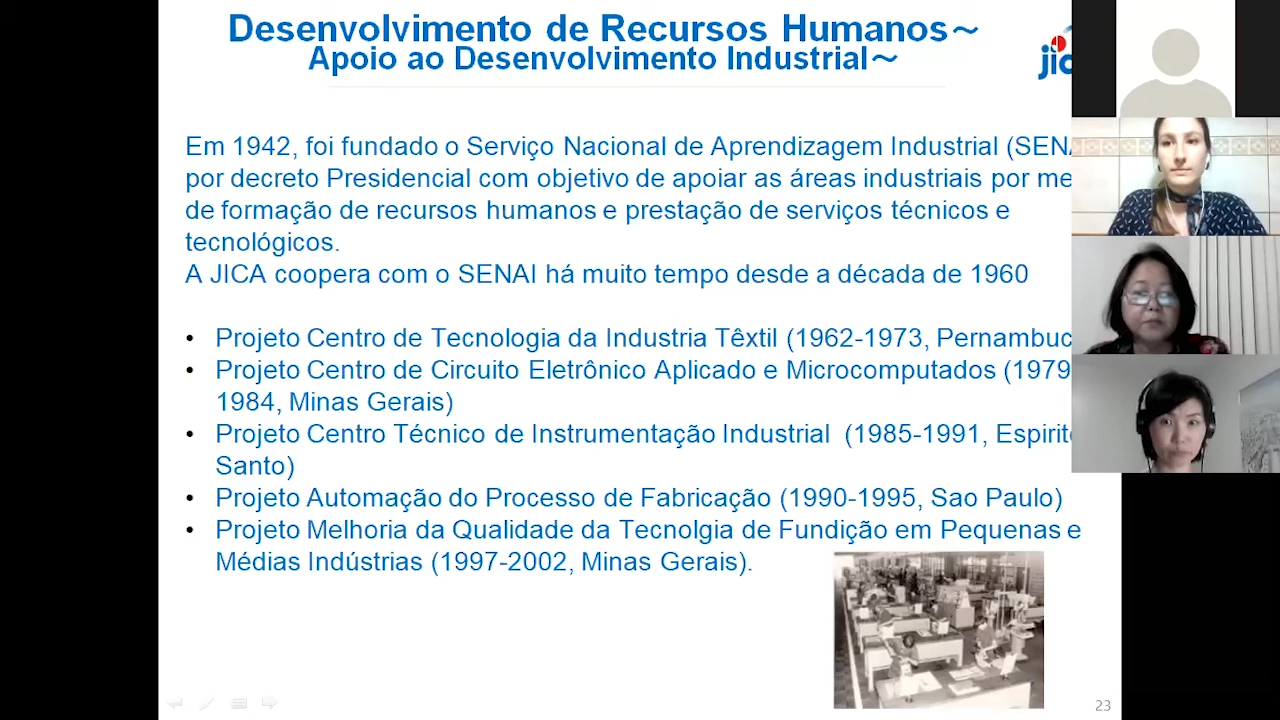 Desenvolvimento de Recursos Humanos～
Apoio ao Desenvolvimento Industrial～
Em 1942, foi fundado o Serviço Nacional de Aprendizagem Industrial
por decreto Presidencial com objetivo de apoiar as áreas industriais por
de formação de recursos humanos e prestação de serviços técnicos e
tecnológicos.
A JICA coopera com o SENAI há muito tempo desde a década de 1960
• Projeto Centro de Tecnologia da Industria Têxtil (1962-1973,
• Projeto Centro de Circuito Eletrônico Aplicado e Microcomputados (1979
1984, Minas Gerais)
• Projeto Centro Técnico de Instrumentação Industrial (1985-1991,
Santo)
• Projeto Automação do Processo de Fabricação (1990-1995, Sao Paulo)
• Projeto Melhoria da Qualidade da Tecnolgia de Fundição em Pequenas e
Médias Indústrias (1997-2002, Minas Gerais).
23